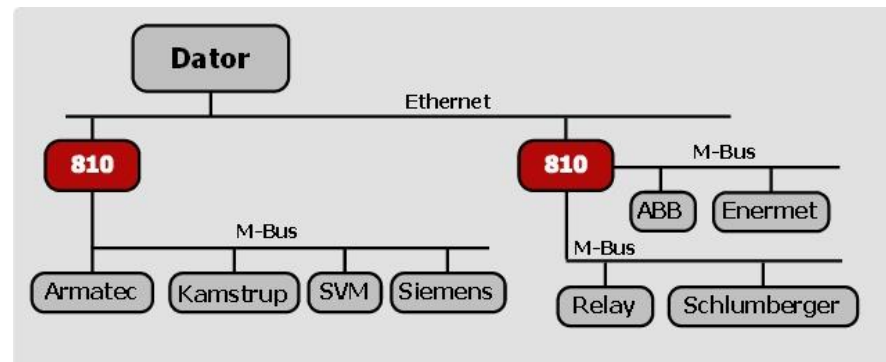 Dator
Ethernet
810
810
M-Bus
ABB
Enermet
M-Bus
M-Bus
Armatec
Kamstrup
SVM
Siemens
Relay
Schlumberger